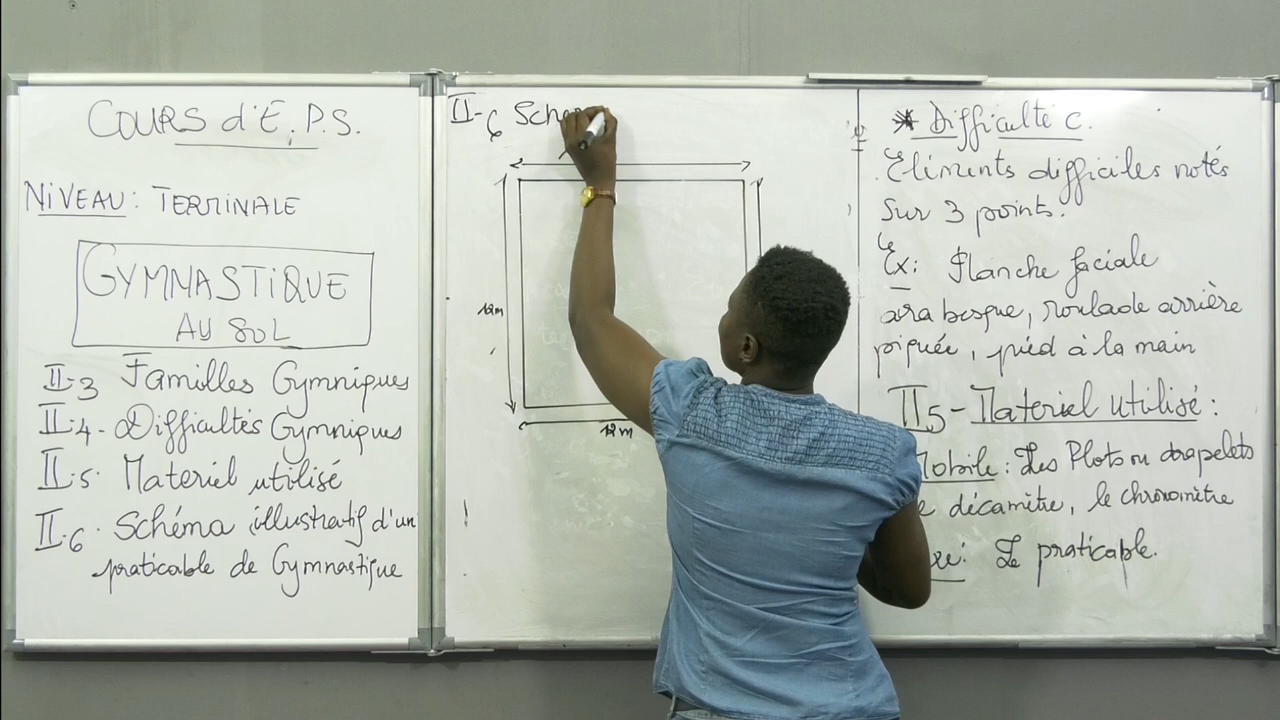 COURS d'E.P.S.
NiVEAU : TERMINALE
GYMNASTiQUE
AU SOL
II.3 Familles Gymniques
II.4- Difficultés Gymniques
II.5. Materiel utilisé
II.6. Schéma illustratif d'un
praticable de Gymnastique
II-6 Sch
12m
12m
* Difficulté C.
Eléments difficiles notés
Sur 3 points.
Ex: Planche faciale
arabesque, roulade arrière
piquée, pied à la main
II5- Materiel utilisé :
Mobile : Les Plots ou drapelets
décamètre, le chronomètre
Le praticable.